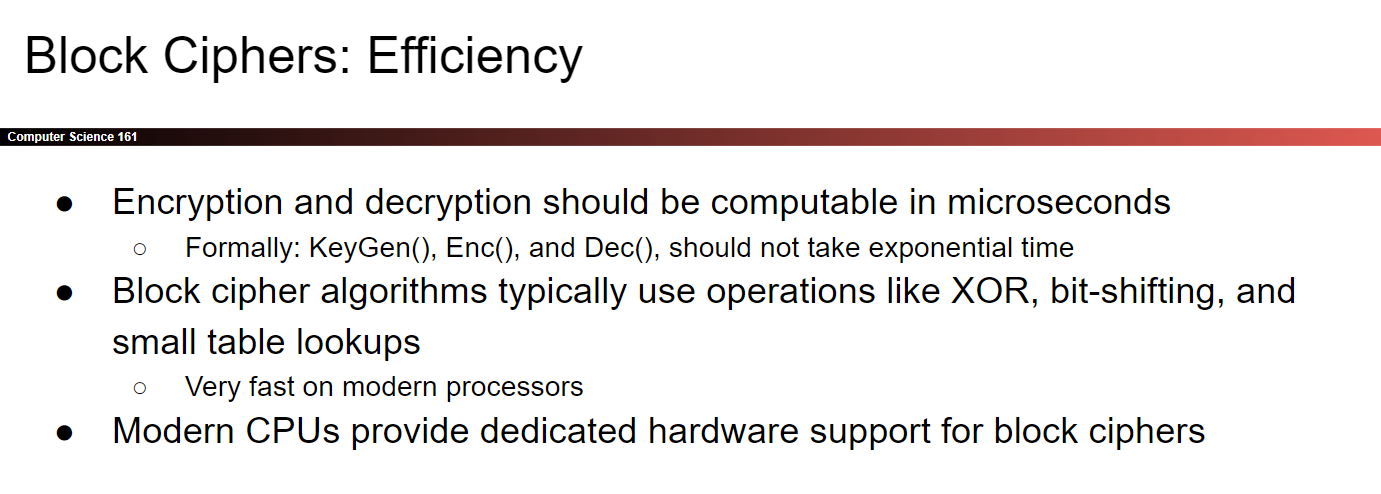 Block Ciphers: Efficiency
Computer Science 161
● Encryption and decryption should be computable in microseconds
○ Formally: KeyGen(), Enc(), and Dec(), should not take exponential time
● Block cipher algorithms typically use operations like XOR, bit-shifting, and
small table lookups
○ Very fast on modern processors
● Modern CPUs provide dedicated hardware support for block ciphers